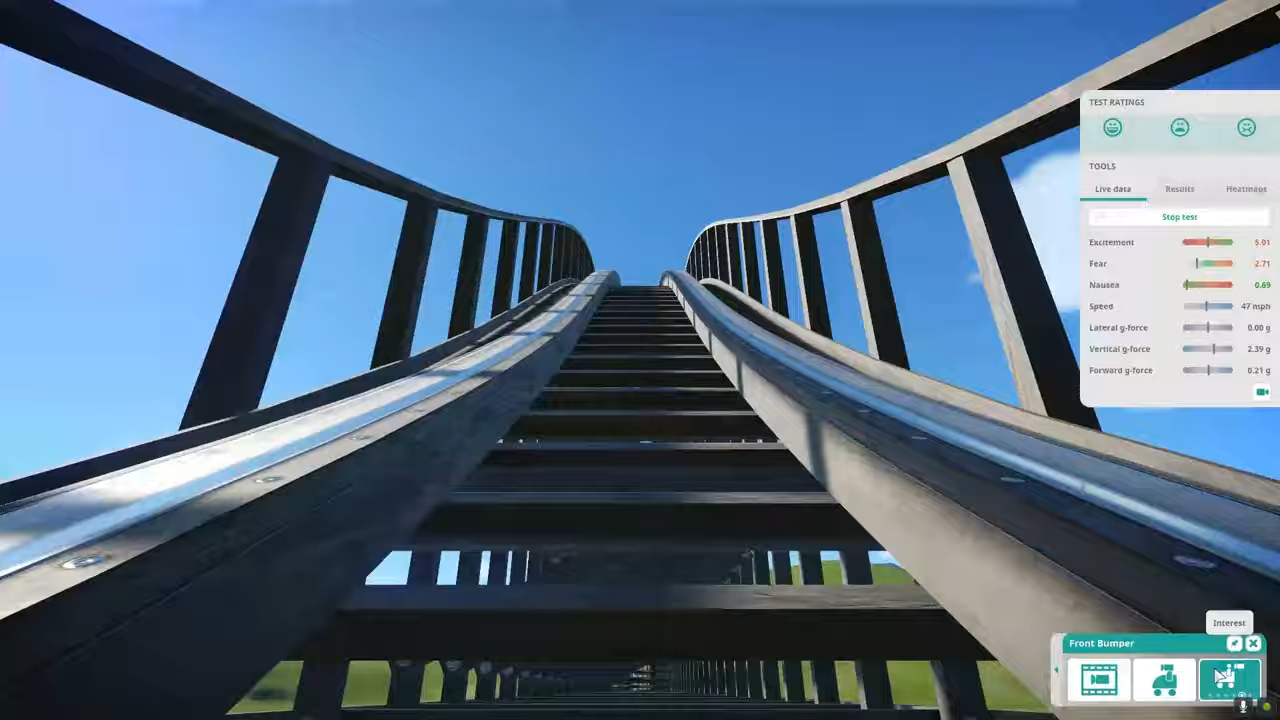 TEST RATINGS
TOOLS
Live data Results Heatmaps
Stop test
Excitement 5.01
Fear 2.71
Nausea 0.69
Speed 47 mph
Lateral g-force 0.00 g
Vertical g-force 2.39 g
Forward g-force 0.21 g
Interest
Front Bumper